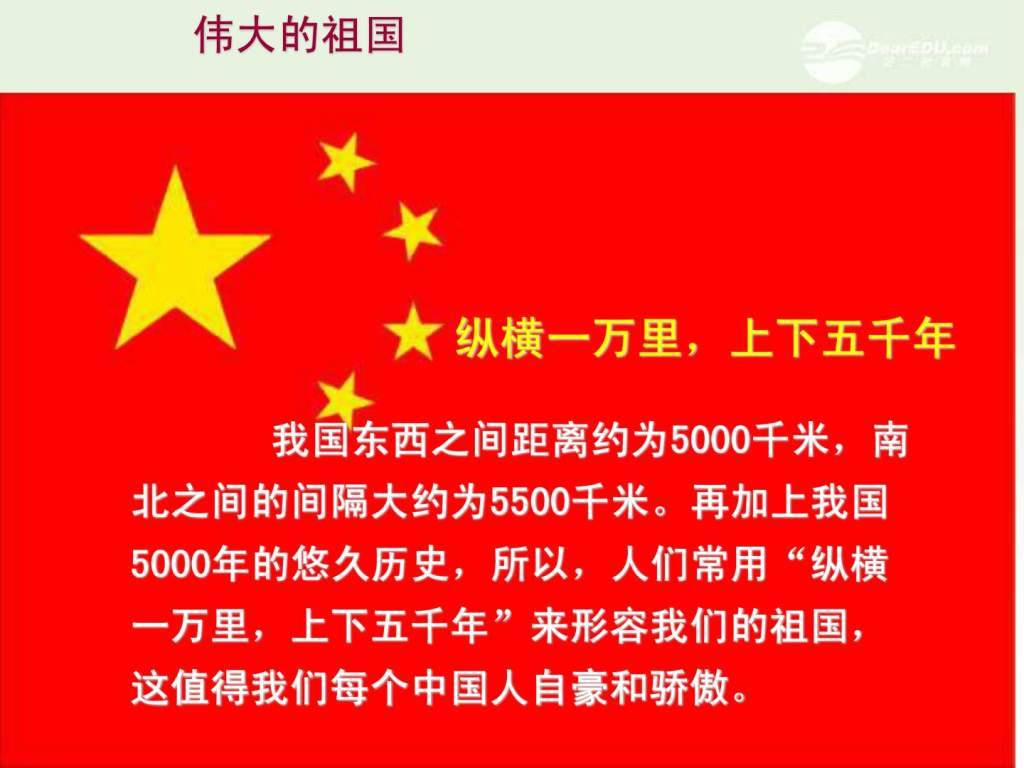 伟大的祖国
DearEDU.com
纵横一万里，上下五千年
我国东西之间距离约为5000千米，南
北之间的间隔大约为5500千米。再加上我国
5000年的悠久历史，所以，人们常用“纵横
一万里，上下五千年”来形容我们的祖国，
这值得我们每个中国人自豪和骄傲。